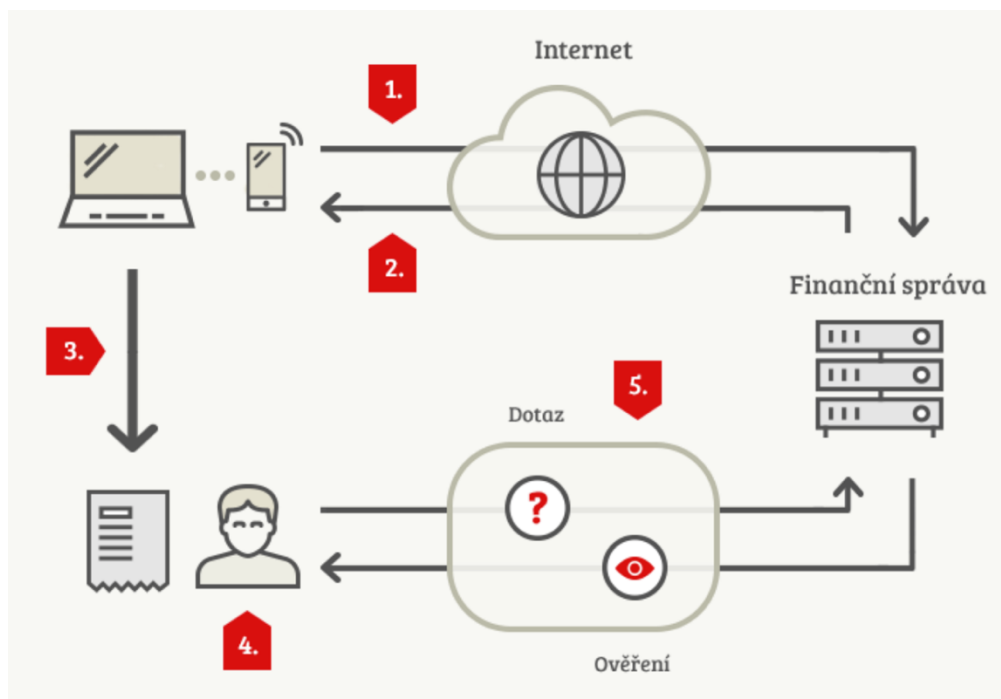 Internet
1.
2.
Finanční správa
3.
5.
Dotaz
?
4.
Ověření